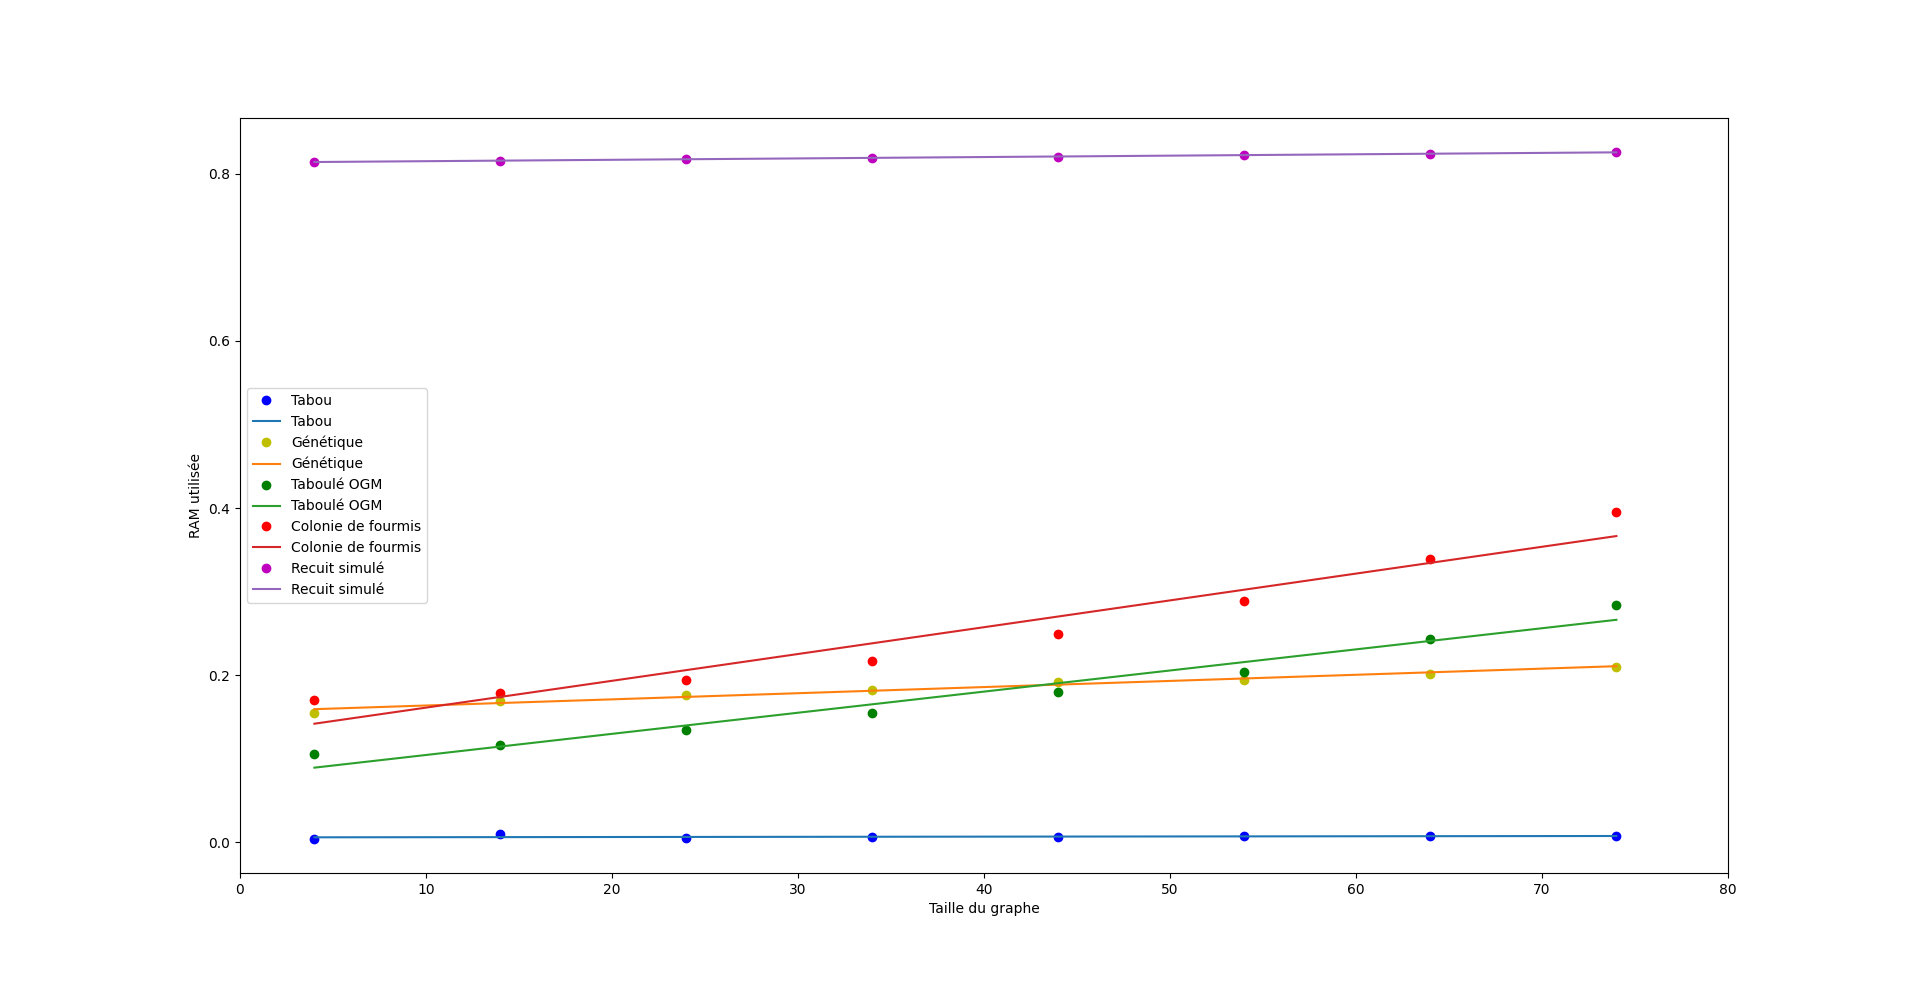 0.8
0.6
0.4
0.2
0.0
RAM utilisée
Tabou
Tabou
Génétique
Génétique
Taboulé OGM
Taboulé OGM
Colonie de fourmis
Colonie de fourmis
Recuit simulé
Recuit simulé
0 10 20 30 40 50 60 70 80
Taille du graphe